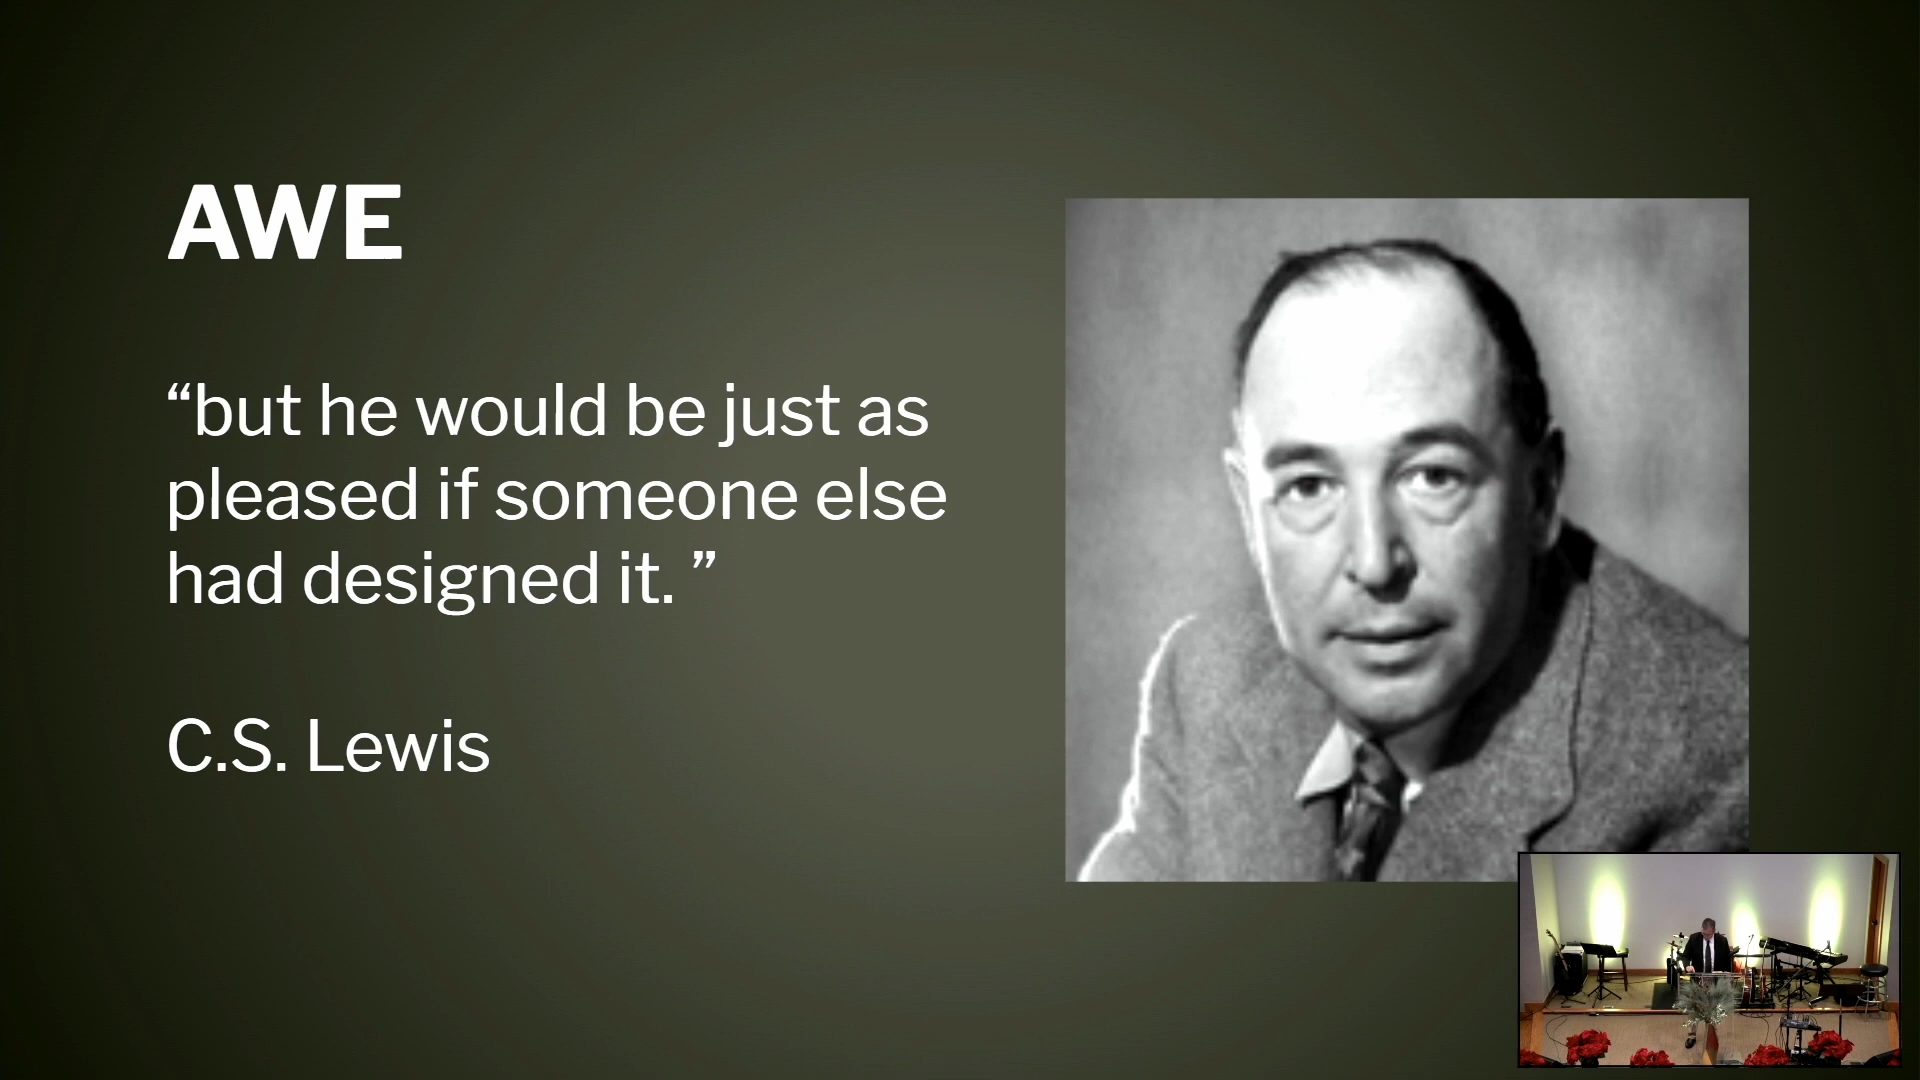 AWE
“but he would be just as
pleased if someone else
had designed it. ”
C.S. Lewis